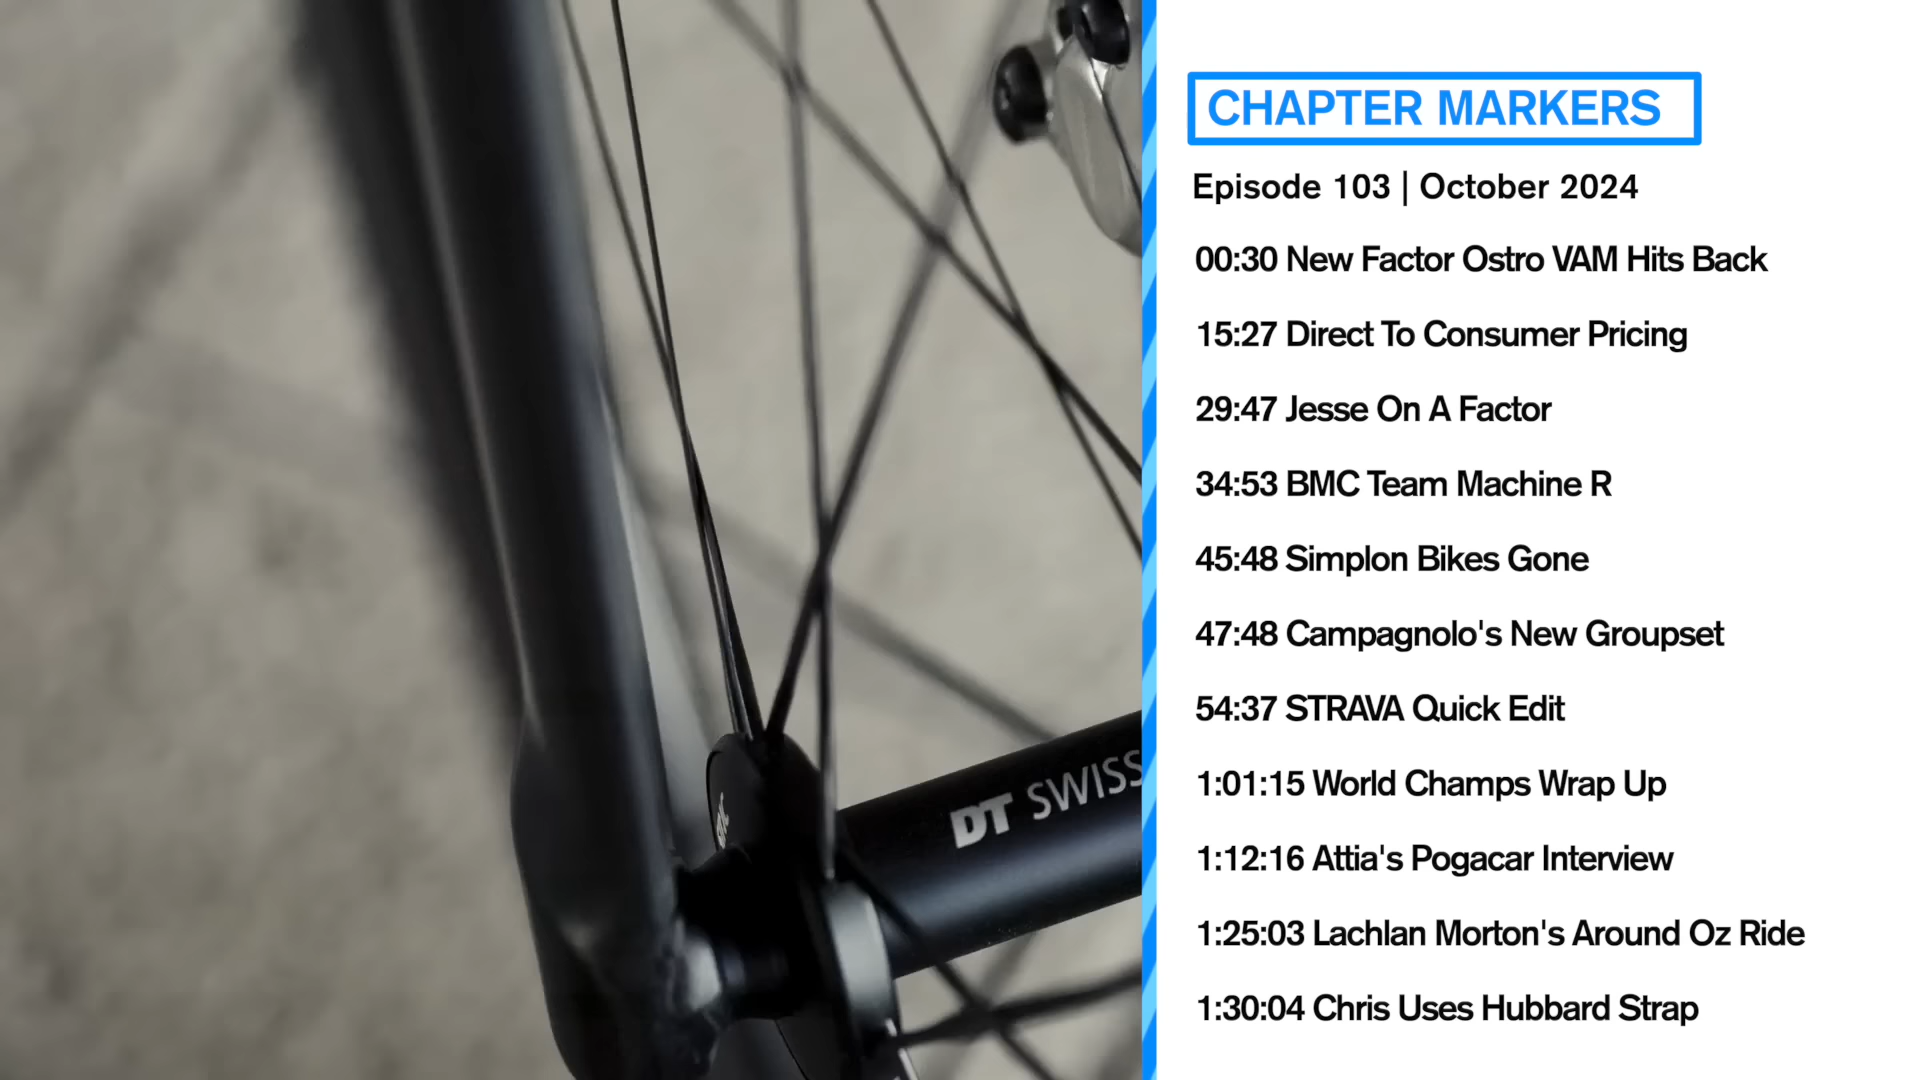 CHAPTER MARKERS
Episode 103 | October 2024
00:30 New Factor Ostro VAM Hits Back
15:27 Direct To Consumer Pricing
29:47 Jesse On A Factor
34:53 BMC Team Machine R
45:48 Simplon Bikes Gone
47:48 Campagnolo's New Groupset
54:37 STRAVA Quick Edit
1:01:15 World Champs Wrap Up
1:12:16 Attia's Pogacar Interview
1:25:03 Lachlan Morton's Around Oz Ride
1:30:04 Chris Uses Hubbard Strap
DT SWISS